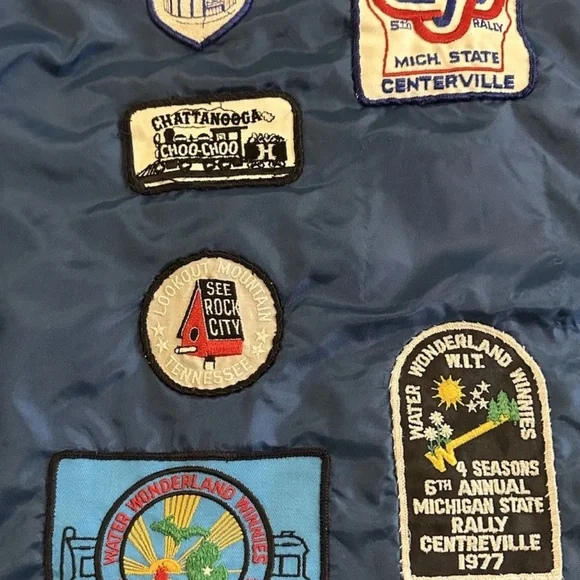 5th RALLY
MICH. STATE
CENTERVILLE
CHATTANOOGA
CHOO-CHOO
LOOKOUT MOUNTAIN
SEE
ROCK
CITY
TENNESSEE
WATER WONDERLAND WINNIES
W.I.T.
4 SEASONS
6TH ANNUAL
MICHIGAN STATE
RALLY
CENTREVILLE
1977
WATER WONDERLAND WINNIES